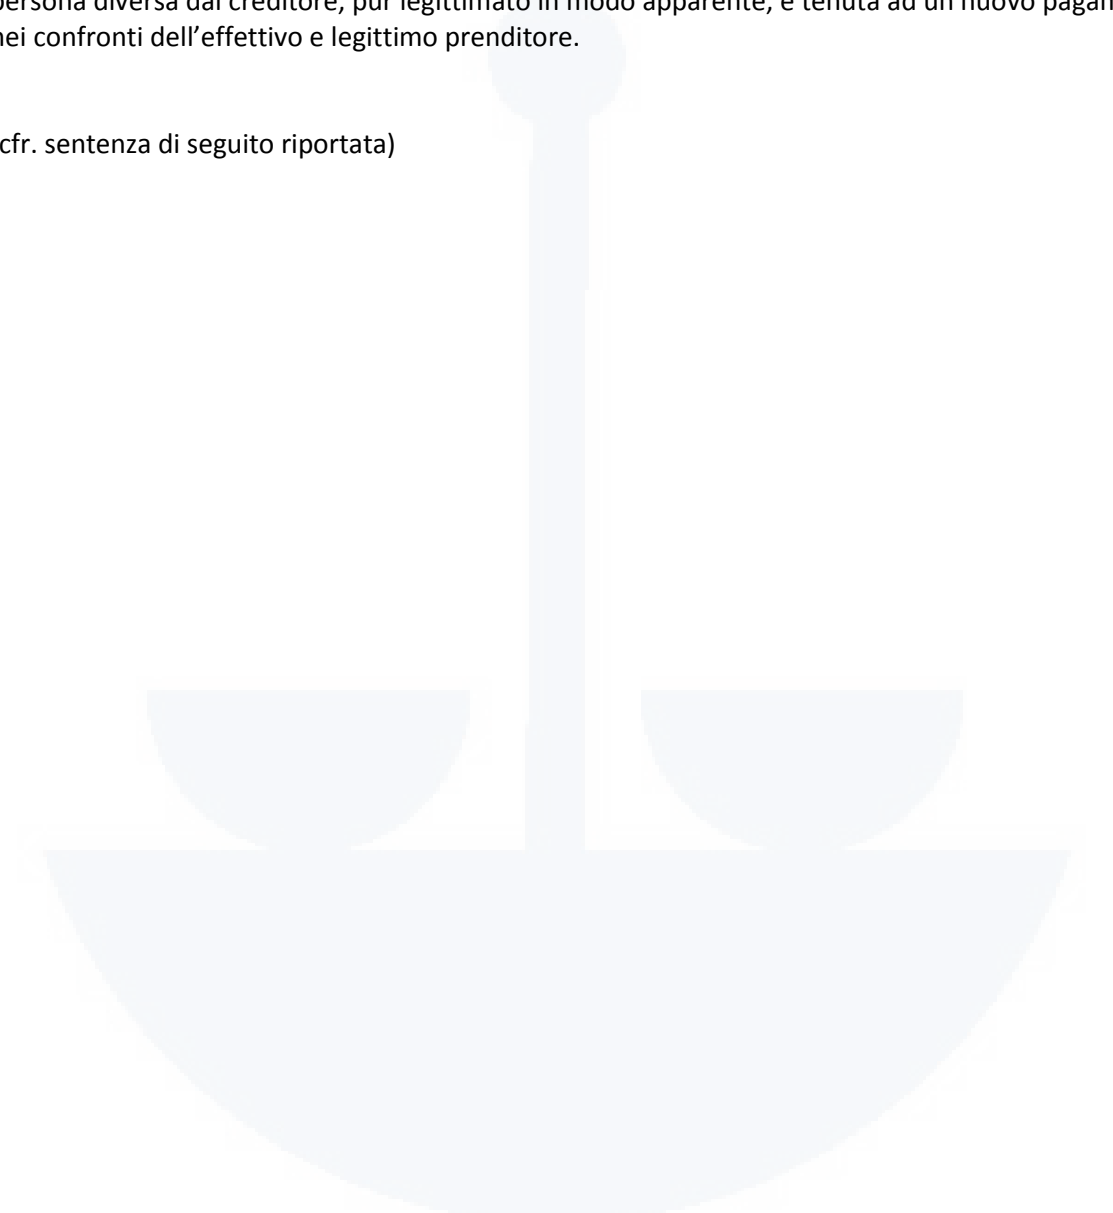 persona diversa dal creditore, pur legittimato in modo apparente, è tenuta ad un nuovo
nei confronti dell'effettivo e legittimo prenditore.
cfr. sentenza di seguito riportata)